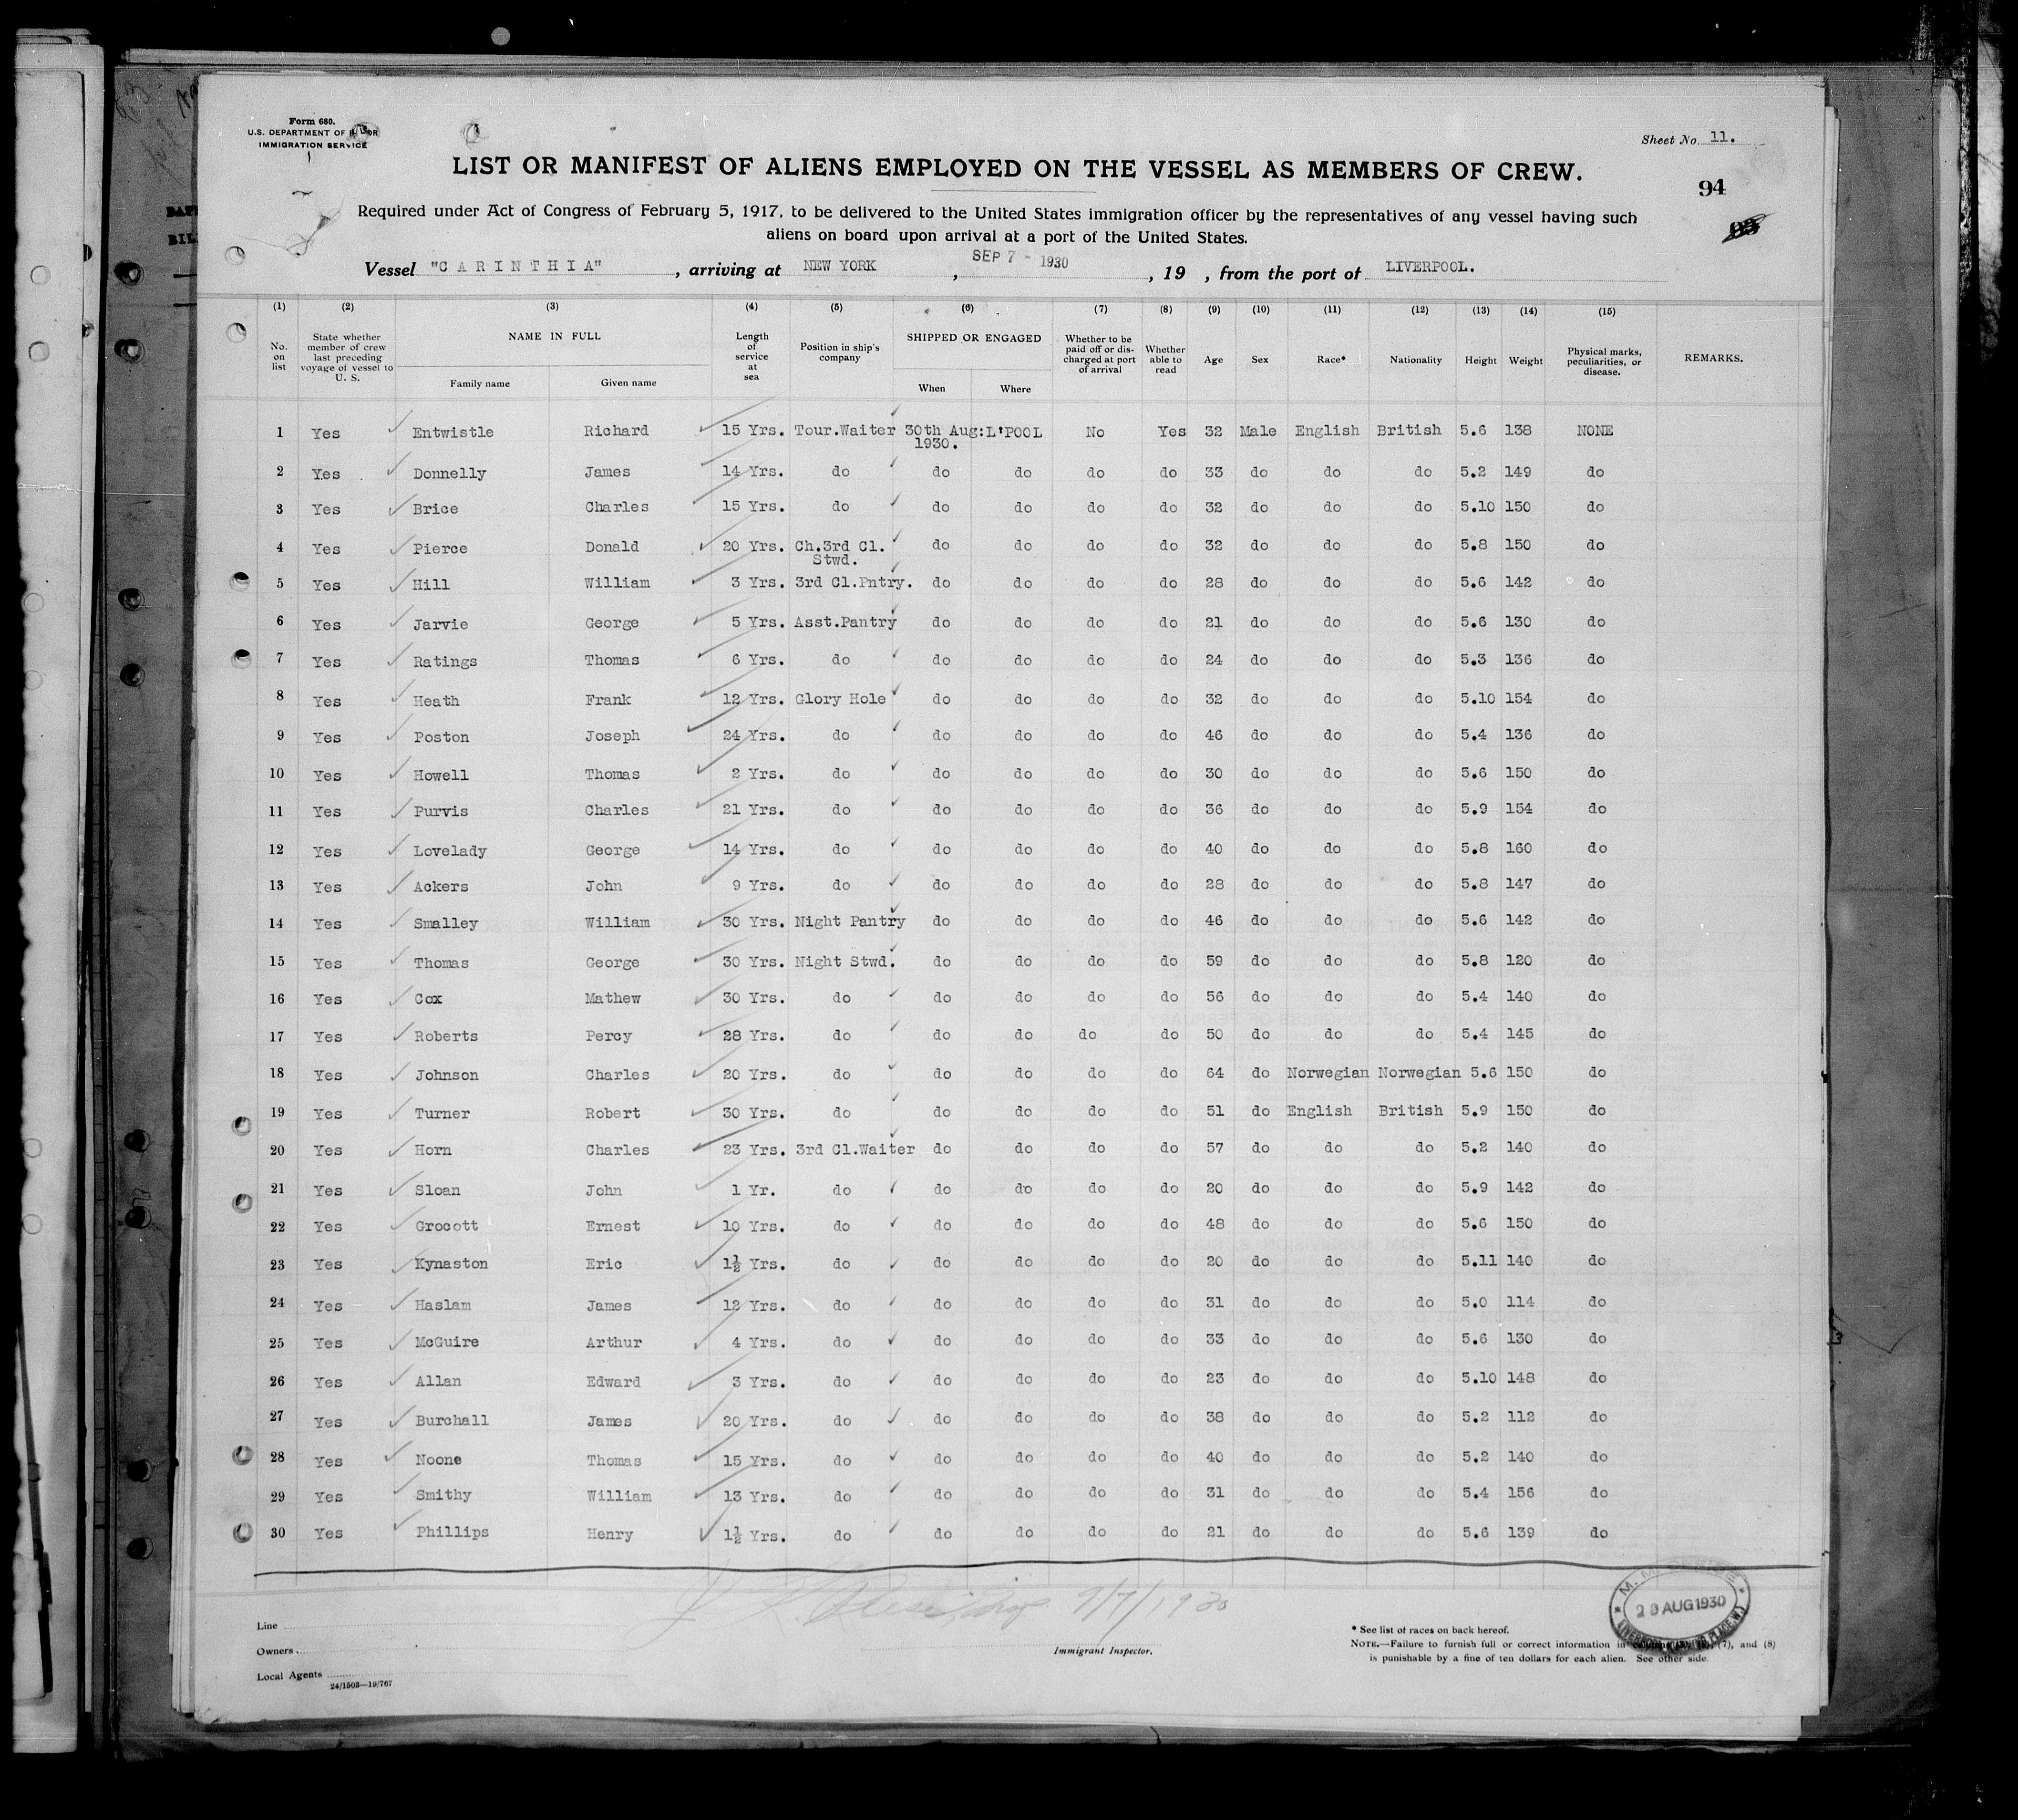 Form 680.
U.S. DEPARTMENT OF LABOR
IMMIGRATION SERVICE
Sheet No. 11.
LIST OR MANIFEST OF ALIENS EMPLOYED ON THE VESSEL AS MEMBERS OF CREW.
94
Required under Act of Congress of February 5, 1917, to be delivered to the United States immigration officer by the representatives of any vessel having such
aliens on board upon arrival at a port of the United States.
Vessel "C A R I N T H I A" , arriving at NEW YORK , SEP 7 - 1930 , 19 , from the port of LIVERPOOL.
(1) (2) (3) (4) (5) (6) (7) (8) (9) (10) (11) (12) (13) (14) (15)
No. on list State whether member of crew last preceding voyage of vessel to U. S. NAME IN FULL Family name Given name Length of service at sea Position in ship's company SHIPPED OR ENGAGED When Where Whether to be paid off or discharged at port of arrival Whether able to read Age Sex Race* Nationality Height Weight Physical marks, peculiarities, or disease. REMARKS.
1 Yes Entwistle Richard 15 Yrs. Tour.Waiter 30th Aug: 1930. L'POOL No Yes 32 Male English British 5.6 138 NONE
2 Yes Donnelly James 14 Yrs. do do do do do 33 do do do 5.2 149 do
3 Yes Brice Charles 15 Yrs. do do do do do 32 do do do 5.10 150 do
4 Yes Pierce Donald 20 Yrs. Ch.3rd Cl. Stwd. do do do do 32 do do do 5.8 150 do
5 Yes Hill William 3 Yrs. 3rd Cl.Pntry. do do do do 28 do do do 5.6 142 do
6 Yes Jarvie George 5 Yrs. Asst.Pantry do do do do 21 do do do 5.6 130 do
7 Yes Ratings Thomas 6 Yrs. do do do do do 24 do do do 5.3 136 do
8 Yes Heath Frank 12 Yrs. Glory Hole do do do do 32 do do do 5.10 154 do
9 Yes Poston Joseph 24 Yrs. do do do do do 46 do do do 5.4 136 do
10 Yes Howell Thomas 2 Yrs. do do do do do 30 do do do 5.6 150 do
11 Yes Purvis Charles 21 Yrs. do do do do do 36 do do do 5.9 154 do
12 Yes Lovelady George 14 Yrs. do do do do do 40 do do do 5.8 160 do
13 Yes Ackers John 9 Yrs. do do do do do 28 do do do 5.8 147 do
14 Yes Smalley William 30 Yrs. Night Pantry do do do do 46 do do do 5.6 142 do
15 Yes Thomas George 30 Yrs. Night Stwd. do do do do 59 do do do 5.8 120 do
16 Yes Cox Mathew 30 Yrs. do do do do do 56 do do do 5.4 140 do
17 Yes Roberts Percy 28 Yrs. do do do do do 50 do do do 5.4 145 do
18 Yes Johnson Charles 20 Yrs. do do do do do 64 do Norwegian Norwegian 5.6 150 do
19 Yes Turner Robert 30 Yrs. do do do do do 51 do English British 5.9 150 do
20 Yes Horn Charles 23 Yrs. 3rd Cl.Waiter do do do do 57 do do do 5.2 140 do
21 Yes Sloan John 1 Yr. do do do do do 20 do do do 5.9 142 do
22 Yes Grocott Ernest 10 Yrs. do do do do do 48 do do do 5.6 150 do
23 Yes Kynaston Eric 1½ Yrs. do do do do do 20 do do do 5.11 140 do
24 Yes Haslam James 12 Yrs. do do do do do 31 do do do 5.0 114 do
25 Yes McGuire Arthur 4 Yrs. do do do do do 33 do do do 5.6 130 do
26 Yes Allan Edward 3 Yrs. do do do do do 23 do do do 5.10 148 do
27 Yes Burchall James 20 Yrs. do do do do do 38 do do do 5.2 112 do
28 Yes Noone Thomas 15 Yrs. do do do do do 40 do do do 5.2 140 do
29 Yes Smithy William 13 Yrs. do do do do do 31 do do do 5.4 156 do
30 Yes Phillips Henry 1½ Yrs. do do do do do 21 do do do 5.6 139 do
9/7/1930
Immigrant Inspector.
Line
Owners
Local Agents
24/1503—19/767
28 AUG 1930
* See list of races on back hereof.
NOTE.—Failure to furnish full or correct information in columns (7), and (8)
is punishable by a fine of ten dollars for each alien. See other side.